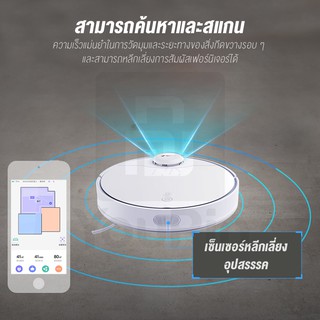 สามารถค้นหาและสแกน
ความเร็วแม่นยำในการวัดมุมและระยะทางของสิ่งกีดขวางรอบ ๆ
และสามารถหลีกเลี่ยงการสัมผัสเฟอร์นิเจอร์ได้
เซ็นเซอร์หลีกเลี่ยง
อุปสรรรค